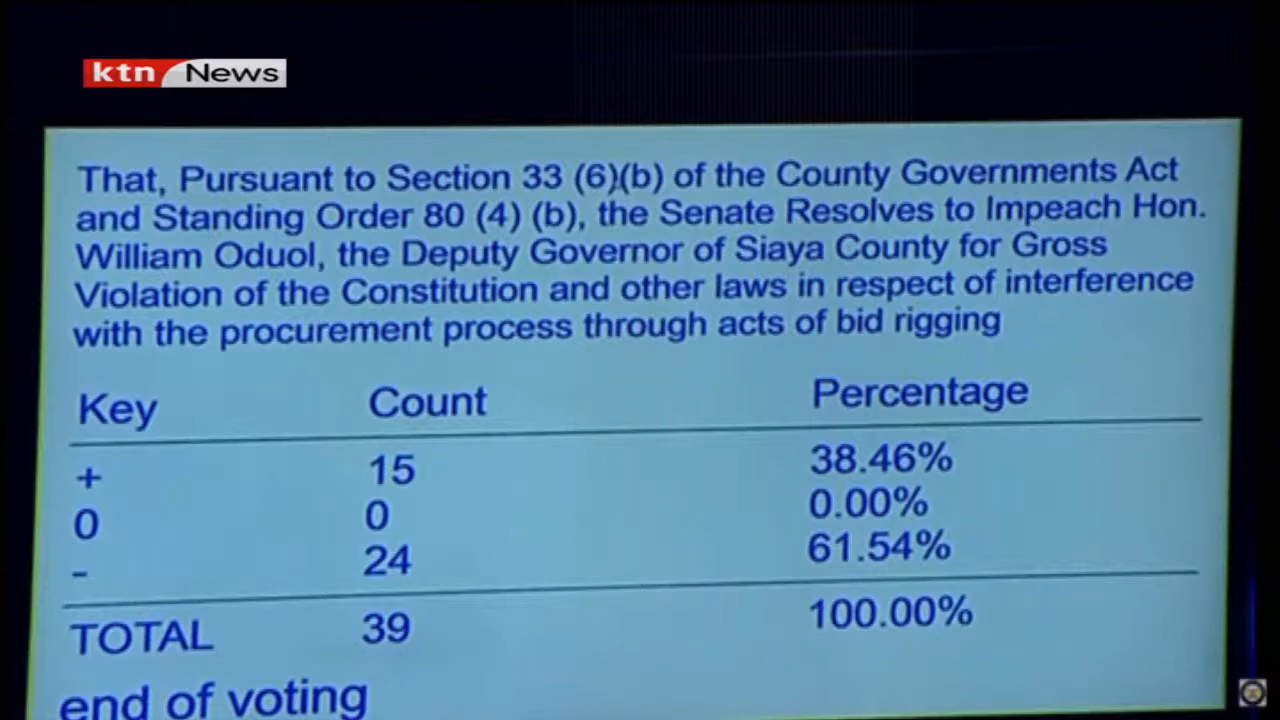 ktn News
That, Pursuant to Section 33 (6)(b) of the County Governments Act
and Standing Order 80 (4) (b), the Senate Resolves to Impeach Hon.
William Oduol, the Deputy Governor of Siaya County for Gross
Violation of the Constitution and other laws in respect of interference
with the procurement process through acts of bid rigging
Key Count Percentage
+ 15 38.46%
0 0 0.00%
- 24 61.54%
TOTAL 39 100.00%
end of voting